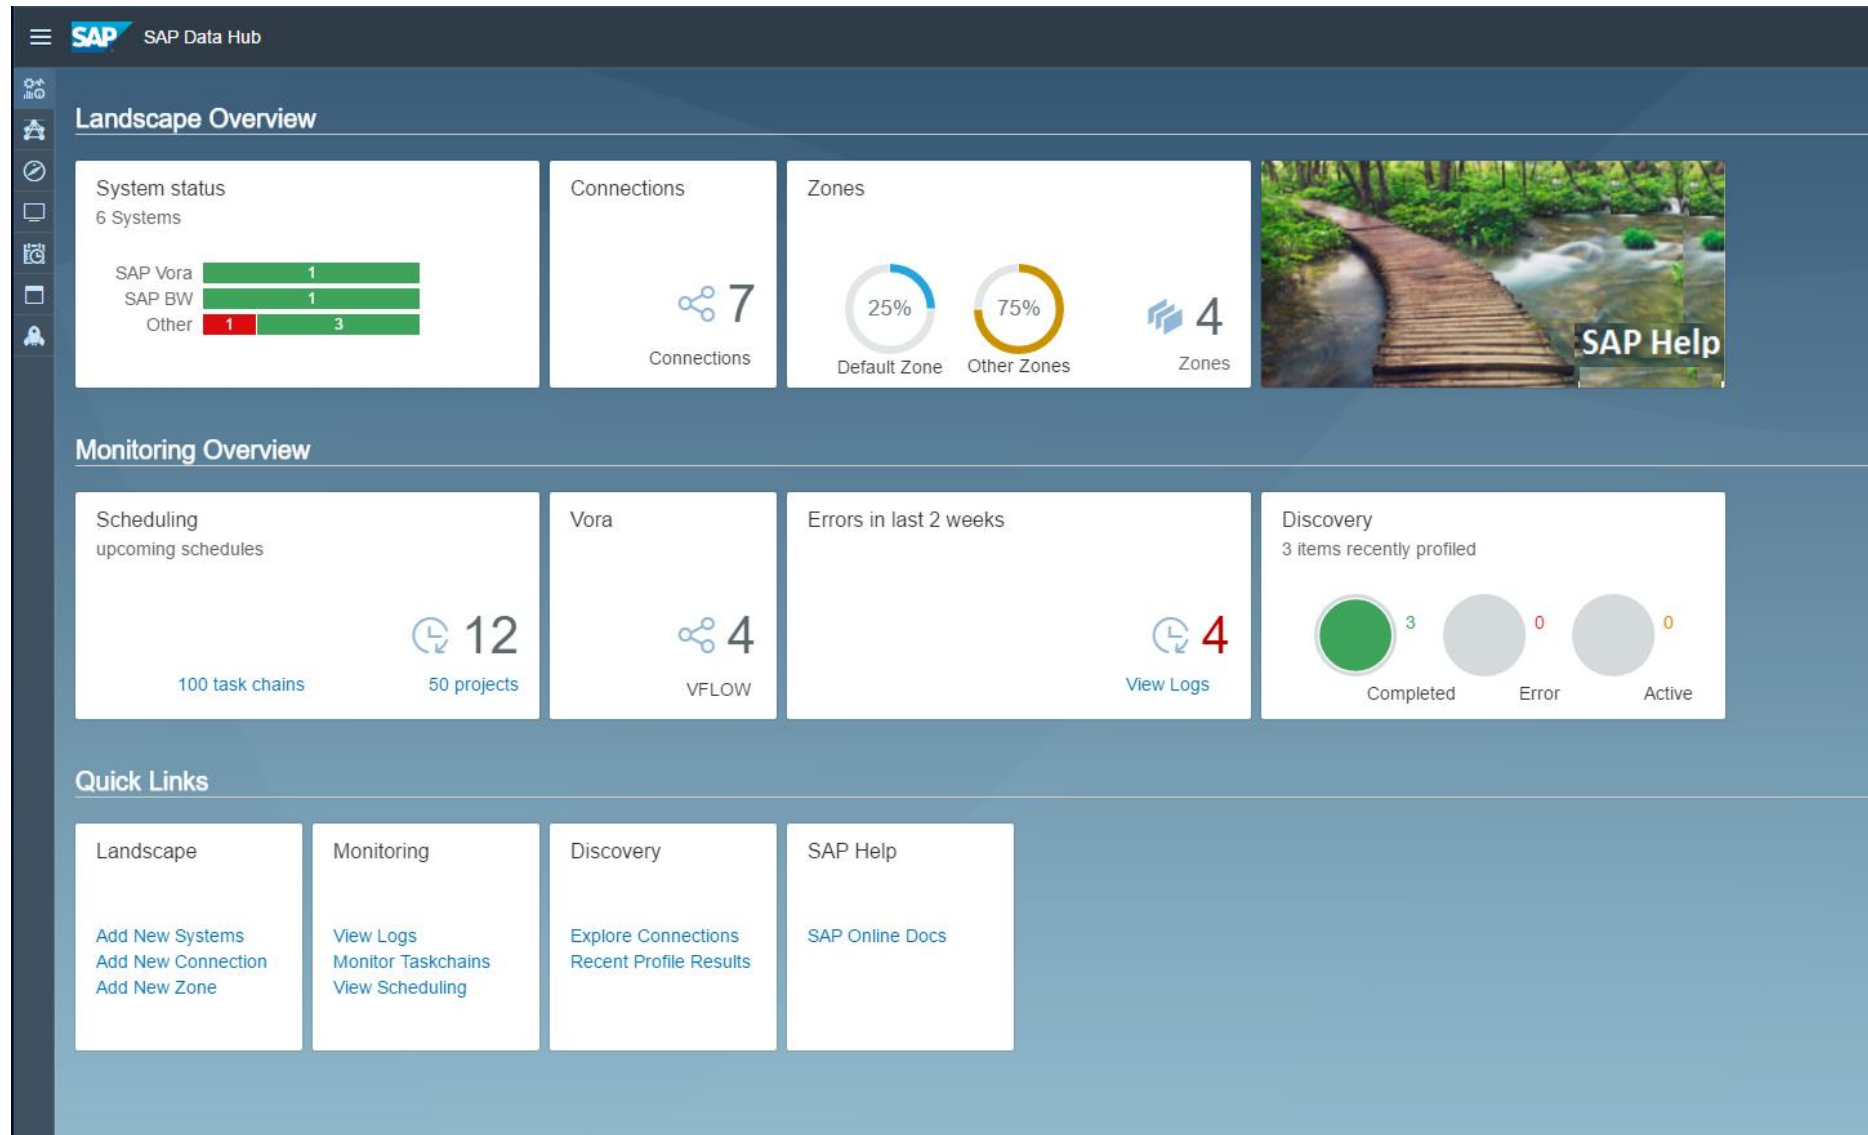 SAP SAP Data Hub
Landscape Overview
System status
6 Systems
SAP Vora 1
SAP BW 1
Other 1 3
Connections
7
Connections
Zones
25%
Default Zone
75%
Other Zones
4
Zones
SAP Help
Monitoring Overview
Scheduling
upcoming schedules
12
100 task chains 50 projects
Vora
4
VFLOW
Errors in last 2 weeks
4
View Logs
Discovery
3 items recently profiled
3 0 0
Completed Error Active
Quick Links
Landscape
Add New Systems
Add New Connection
Add New Zone
Monitoring
View Logs
Monitor Taskchains
View Scheduling
Discovery
Explore Connections
Recent Profile Results
SAP Help
SAP Online Docs